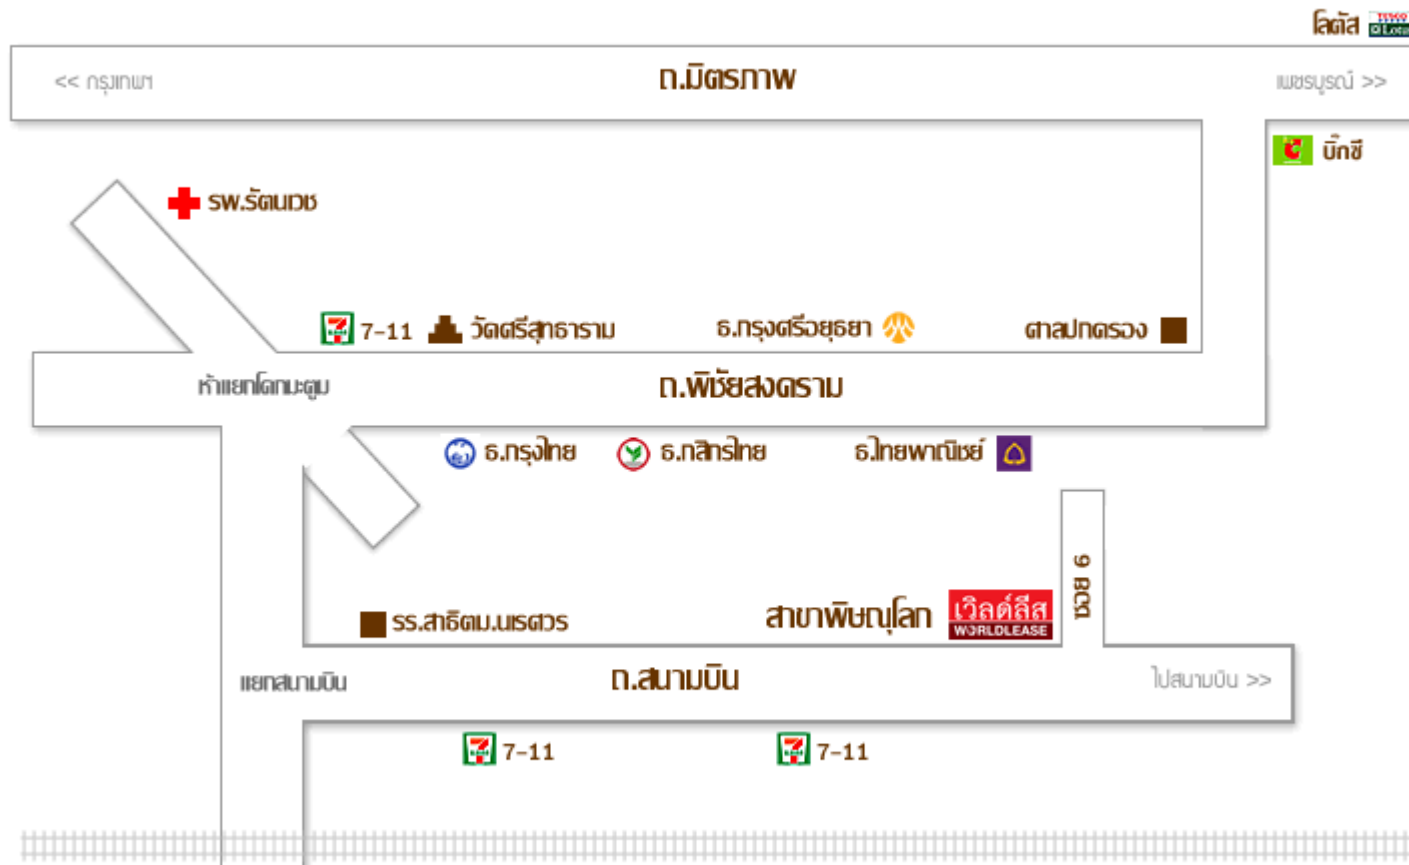 โลตัส TESCO Lotus
<< กรุงเทพฯ ถ.มิตรภาพ เพชรบูรณ์ >>
บิ๊กซี
รพ.รัตนเวช
7-11 วัดศรีสุทธาราม ธ.กรุงศรีอยุธยา ศาลปกครอง
ห้าแยกโคกมะตูม ถ.พิชัยสงคราม
ธ.กรุงไทย ธ.กสิกรไทย ธ.ไทยพาณิชย์
ซอย 6
รร.สาธิตม.นเรศวร สาขาพิษณุโลก เวิลด์ลีส
WORLDLEASE
แยกสนามบิน ถ.สนามบิน ไปสนามบิน >>
7-11 7-11